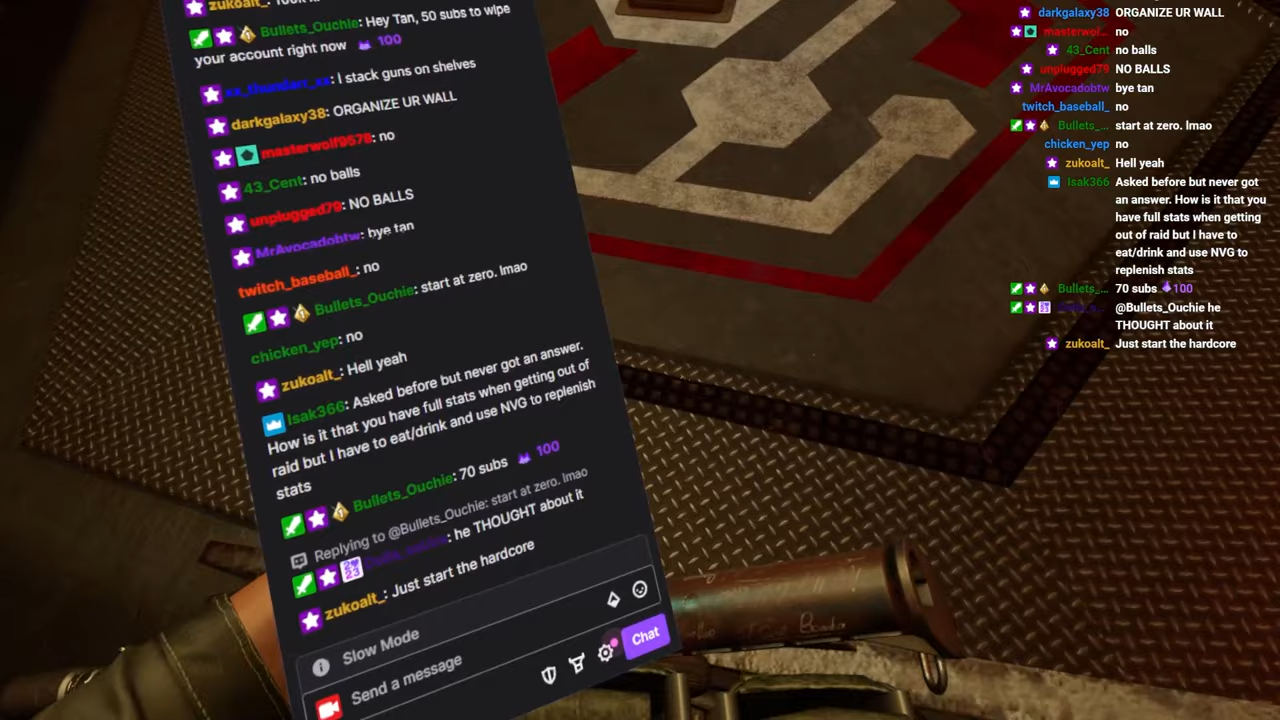 zukoalt_:
Bullets_Ouchie: Hey Tan, 50 subs to wipe
your account right now 100
xx_thundarr_xx: I stack guns on shelves
darkgalaxy38: ORGANIZE UR WALL
masterwolf9578: no
43_Cent: no balls
unplugged79: NO BALLS
MrAvocadobtw: bye tan
twitch_baseball_: no
Bullets_Ouchie: start at zero. lmao
chicken_yep: no
zukoalt_: Hell yeah
Isak366: Asked before but never got an answer.
How is it that you have full stats when getting out of
raid but I have to eat/drink and use NVG to replenish
stats
Bullets_Ouchie: 70 subs 100
Replying to @Bullets_Ouchie: start at zero. lmao
: he THOUGHT about it
zukoalt_: Just start the hardcore
Slow Mode
Send a message
Chat
darkgalaxy38 ORGANIZE UR WALL
masterwol... no
43_Cent no balls
unplugged79 NO BALLS
MrAvocadobtw bye tan
twitch_baseball_ no
Bullets_... start at zero. lmao
chicken_yep no
zukoalt_ Hell yeah
Isak366 Asked before but never got
an answer. How is it that you
have full stats when getting
out of raid but I have to
eat/drink and use NVG to
replenish stats
Bullets_... 70 subs 100
@Bullets_Ouchie he
THOUGHT about it
zukoalt_ Just start the hardcore